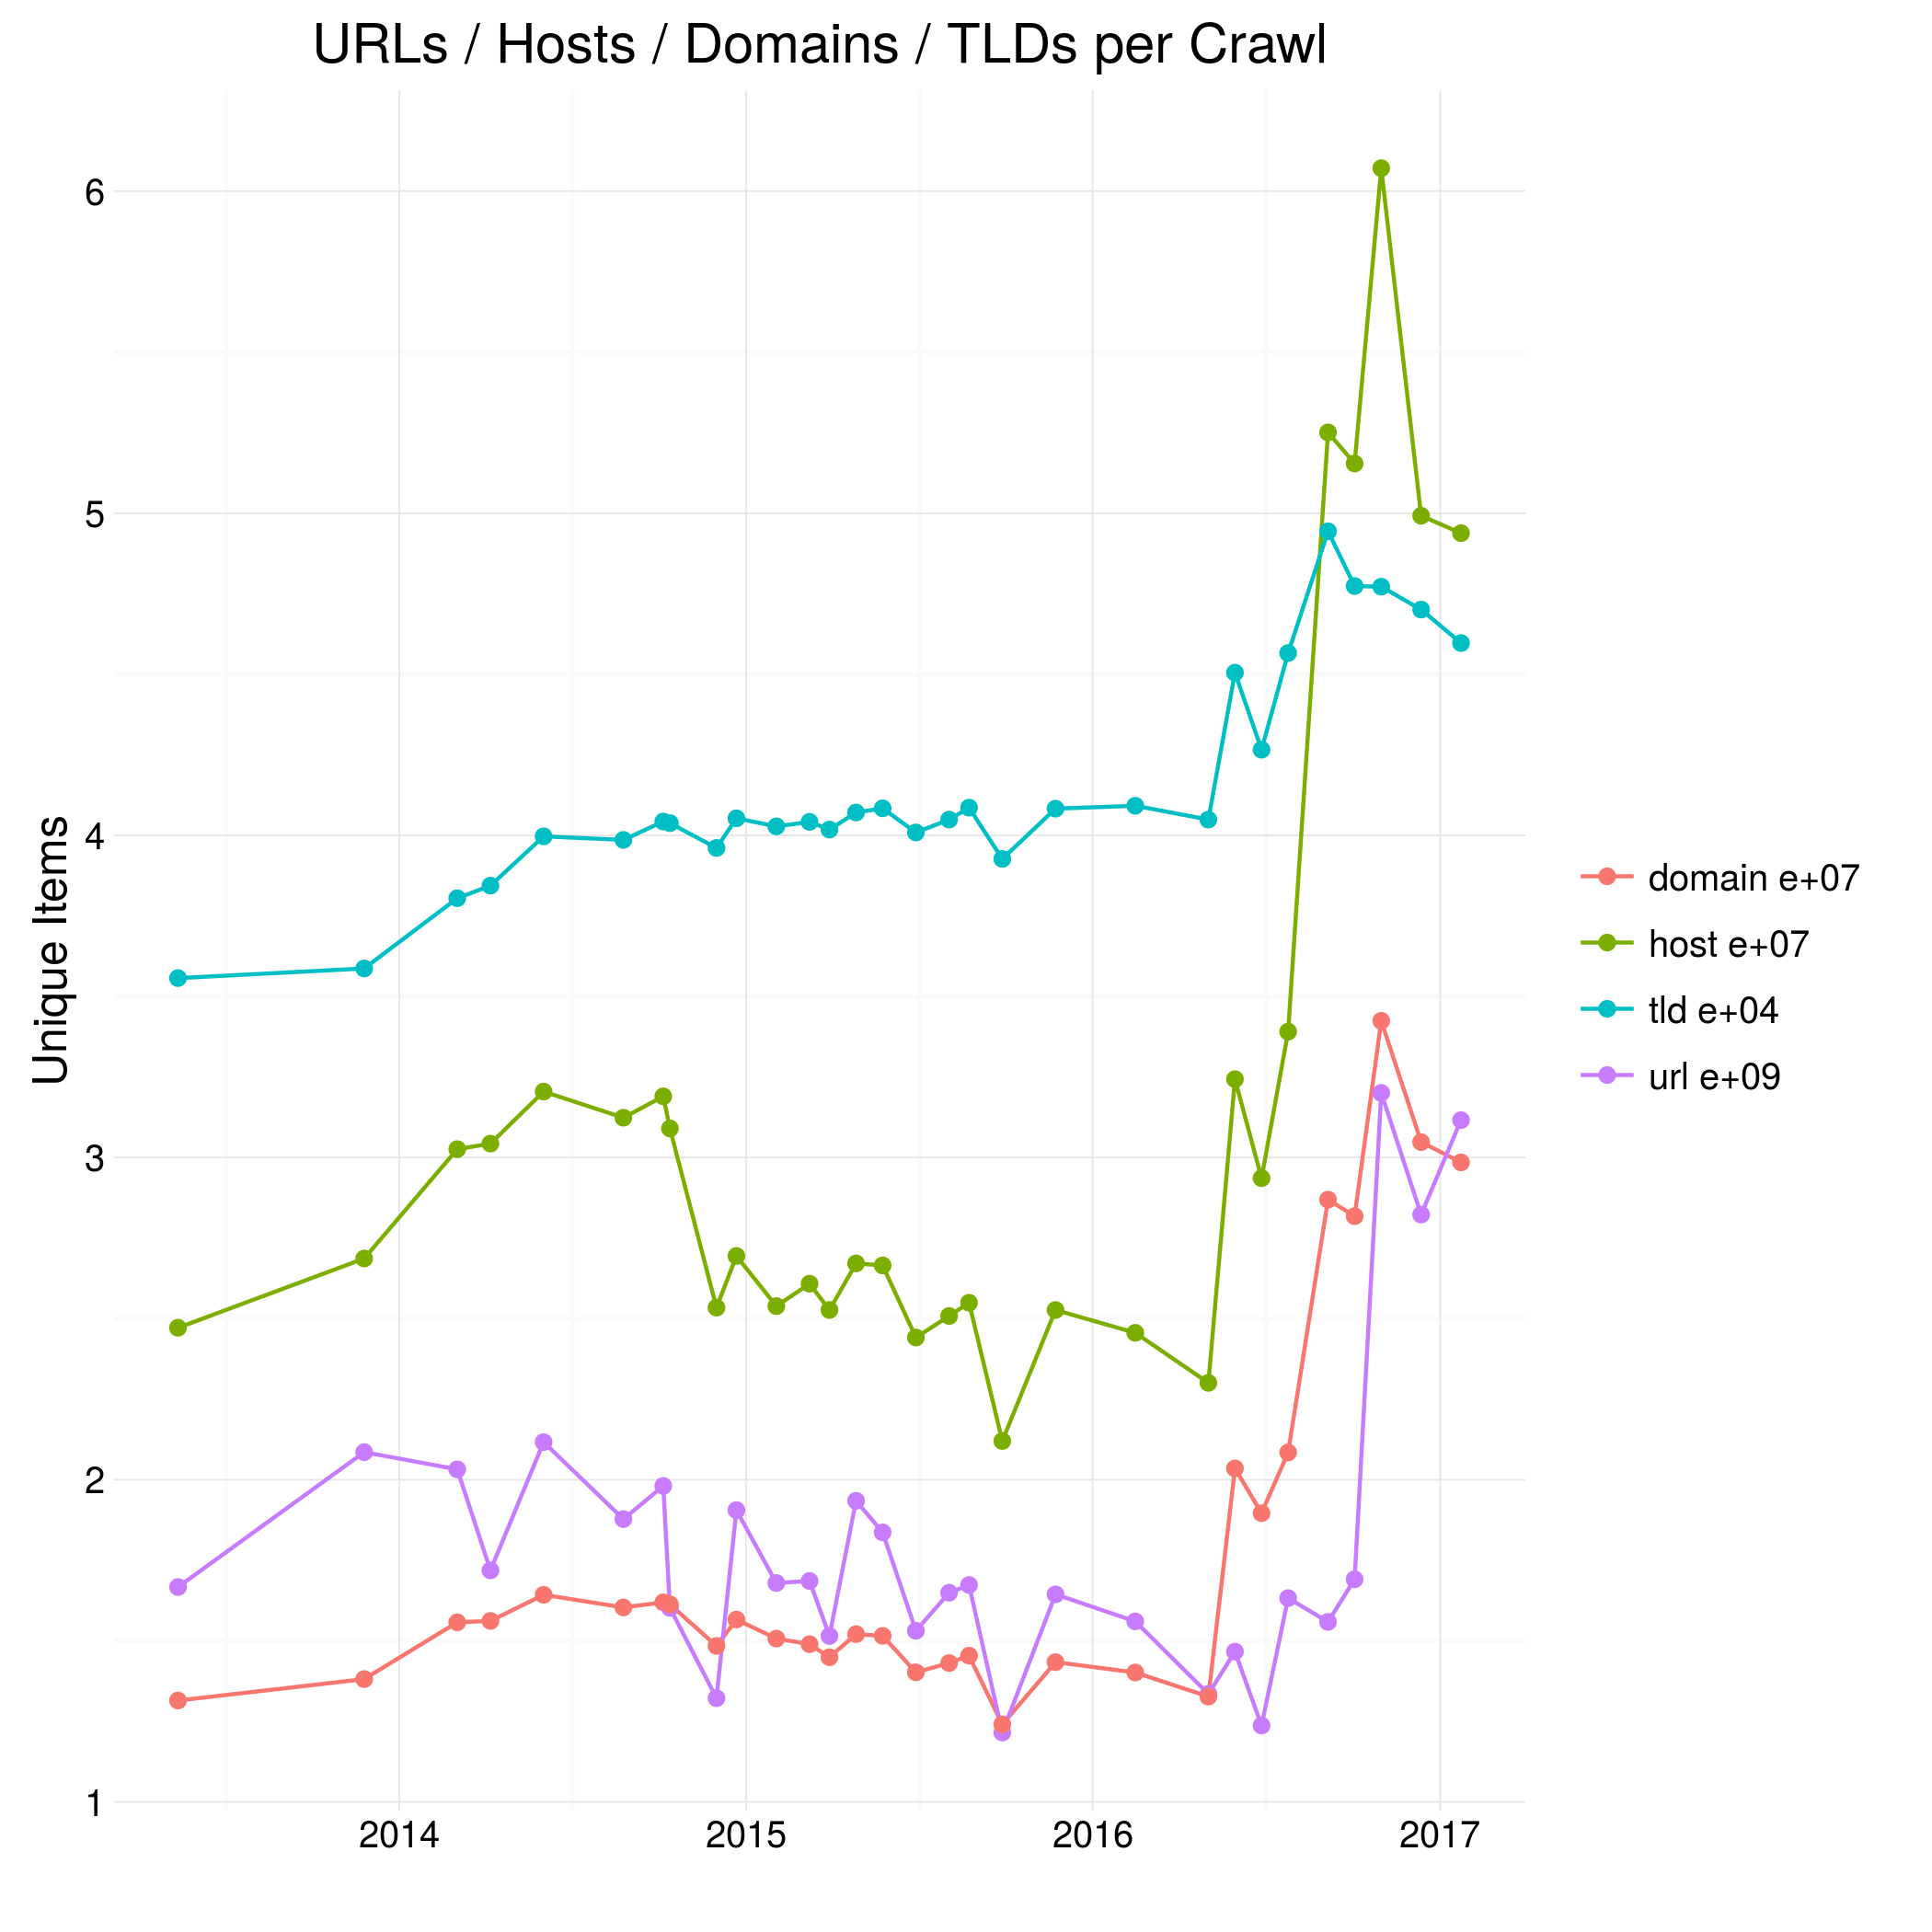 URLs / Hosts / Domains / TLDs per Crawl
Unique Items
6
5
4
3
2
1
2014
2015
2016
2017
domain e+07
host e+07
tld e+04
url e+09